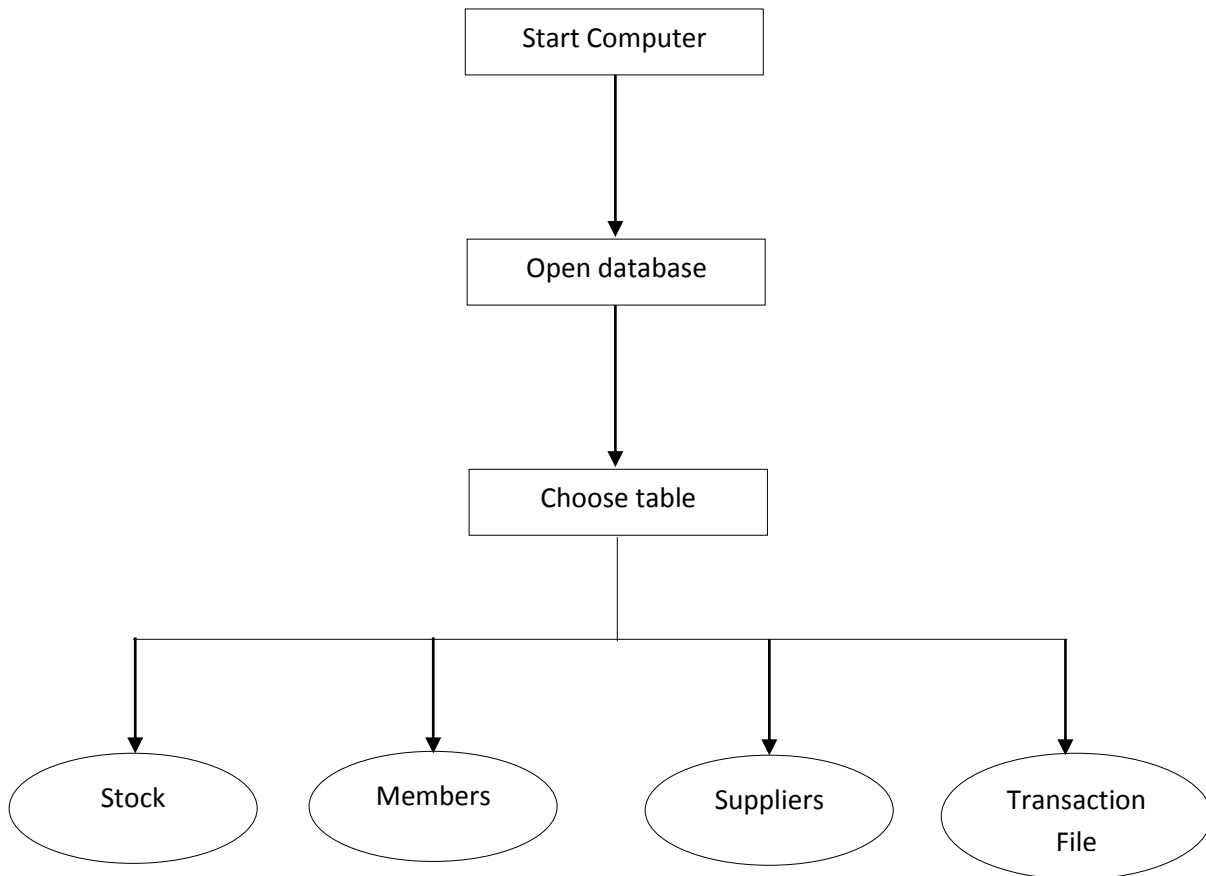 Start Computer
Open database
Choose table
Stock
Members
Suppliers
Transaction
File